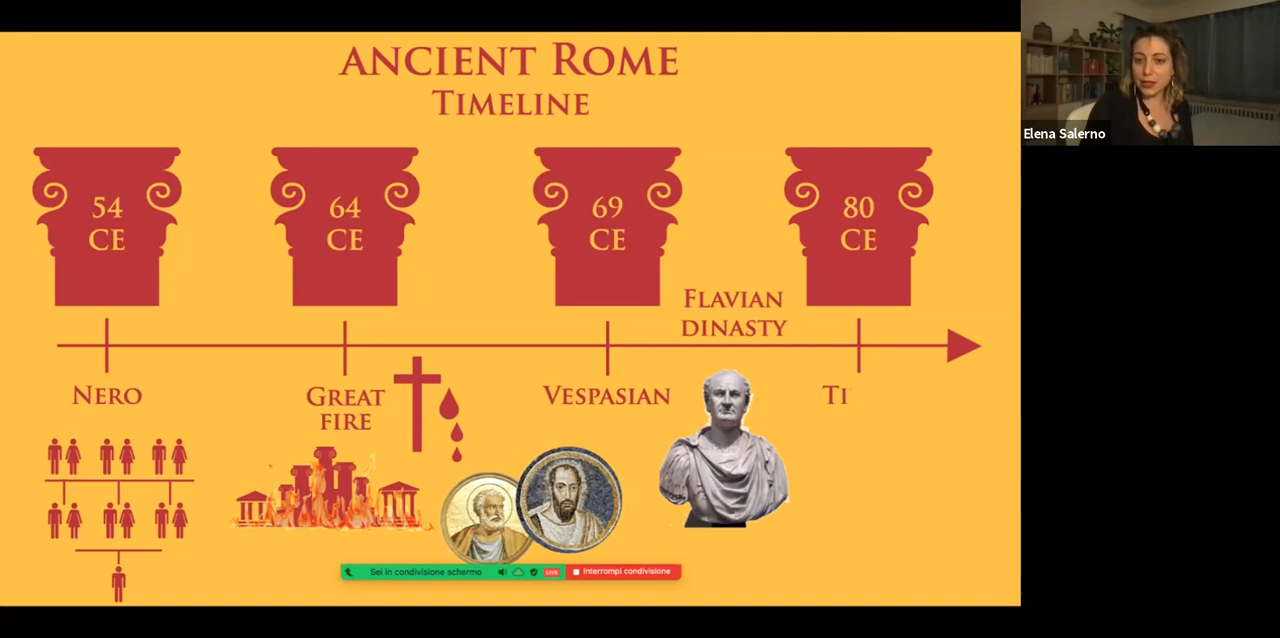 ANCIENT ROME
TIMELINE
54
CE
64
CE
69
CE
80
CE
FLAVIAN
DINASTY
NERO
GREAT
FIRE
VESPASIAN
TI
Sei in condivisione schermo
LIVE
Interrompi condivisione
Elena Salerno